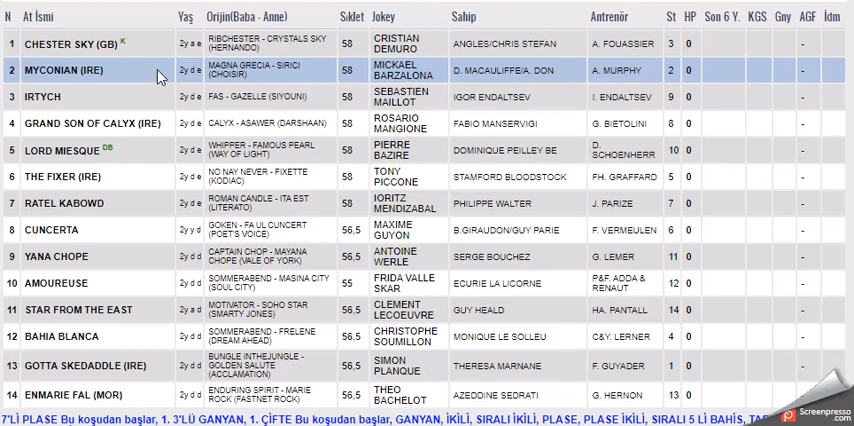 N At İsmi Yaş Orijin(Baba - Anne) Sıklet Jokey Sahip Antrenör St HP Son 6 Y. KGS Gny AGF İdm
1 CHESTER SKY (GB) K 2y a e RIBCHESTER - CRYSTALS SKY (HERNANDO) 58 CRISTIAN DEMURO ANGLES/CHRIS STEFAN A. FOUASSIER 3 0 -
2 MYCONIAN (IRE) 2y d e MAGNA GRECIA - SIRICI (CHOISIR) 58 MICKAEL BARZALONA D. MACAULIFFE/A. DON A. MURPHY 2 0 -
3 IRTYCH 2y d e FAS - GAZELLE (SIYOUNI) 58 SEBASTIEN MAILLOT IGOR ENDALTSEV I. ENDALTSEV 9 0 -
4 GRAND SON OF CALYX (IRE) 2y d e CALYX - ASAWER (DARSHAAN) 58 ROSARIO MANGIONE FABIO MANSERVIGI G. BIETOLINI 8 0 -
5 LORD MIESQUE DB 2y d e WHIPPER - FAMOUS PEARL (WAY OF LIGHT) 58 PIERRE BAZIRE DOMINIQUE PEILLEY BE D. SCHOENHERR 10 0 -
6 THE FIXER (IRE) 2y d e NO NAY NEVER - FIXETTE (KODIAC) 58 TONY PICCONE STAMFORD BLOODSTOCK FH. GRAFFARD 5 0 -
7 RATEL KABOWD 2y d e ROMAN CANDLE - ITA EST (LITERATO) 58 IORITZ MENDIZABAL PHILIPPE WALTER J. PARIZE 7 0 -
8 CUNCERTA 2y y d GOKEN - FA UL CUNCERT (POET'S VOICE) 56,5 MAXIME GUYON B.GIRAUDON/GUY PARIE F. VERMEULEN 6 0 -
9 YANA CHOPE 2y y d CAPTAIN CHOP - MAYANA CHOPE (VALE OF YORK) 56,5 ANTOINE WERLE SERGE BOUCHEZ G. LEMER 11 0 -
10 AMOUREUSE 2y d d SOMMERABEND - MASINA CITY (SOUL CITY) 55 FRIDA VALLE SKAR ECURIE LA LICORNE P&F. ADDA & RENAUT 12 0 -
11 STAR FROM THE EAST 2y a d MOTIVATOR - SOHO STAR (SMARTY JONES) 56,5 CLEMENT LECOEUVRE GUY HEALD HA. PANTALL 14 0 -
12 BAHIA BLANCA 2y d d SOMMERABEND - FRELENE (DREAM AHEAD) 56,5 CHRISTOPHE SOUMILLON MONIQUE LE SOLLEU C&Y. LERNER 4 0 -
13 GOTTA SKEDADDLE (IRE) 2y d d BUNGLE INTHEJUNGLE - GOLDEN SALUTE (ACCLAMATION) 56,5 SIMON PLANQUE THERESA MARNANE F. GUYADER 1 0 -
14 ENMARIE FAL (MOR) 2y d d ENDURING SPIRIT - MARIE ROCK (FASTNET ROCK) 56,5 THEO BACHELOT AZEDDINE SEDRATI G. HERNON 13 0
7'Lİ PLASE Bu koşudan başlar, 1. 3'LÜ GANYAN, 1. ÇİFTE Bu koşudan başlar, GANYAN, İKİLİ, SIRALI İKİLİ, PLASE, PLASE İKİLİ, SIRALI 5 Lİ BAHİS,
Screenpresso.com